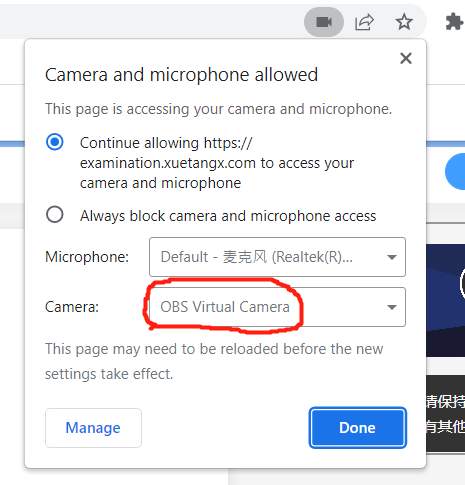 Camera and microphone allowed
This page is accessing your camera and microphone.
Continue allowing https://
examination.xuetangx.com to access your
camera and microphone
Always block camera and microphone access
Microphone: Default - 麦克风 (Realtek(R)...
Camera: OBS Virtual Camera
This page may need to be reloaded before the new
settings take effect.
请保持
有其他
Manage Done